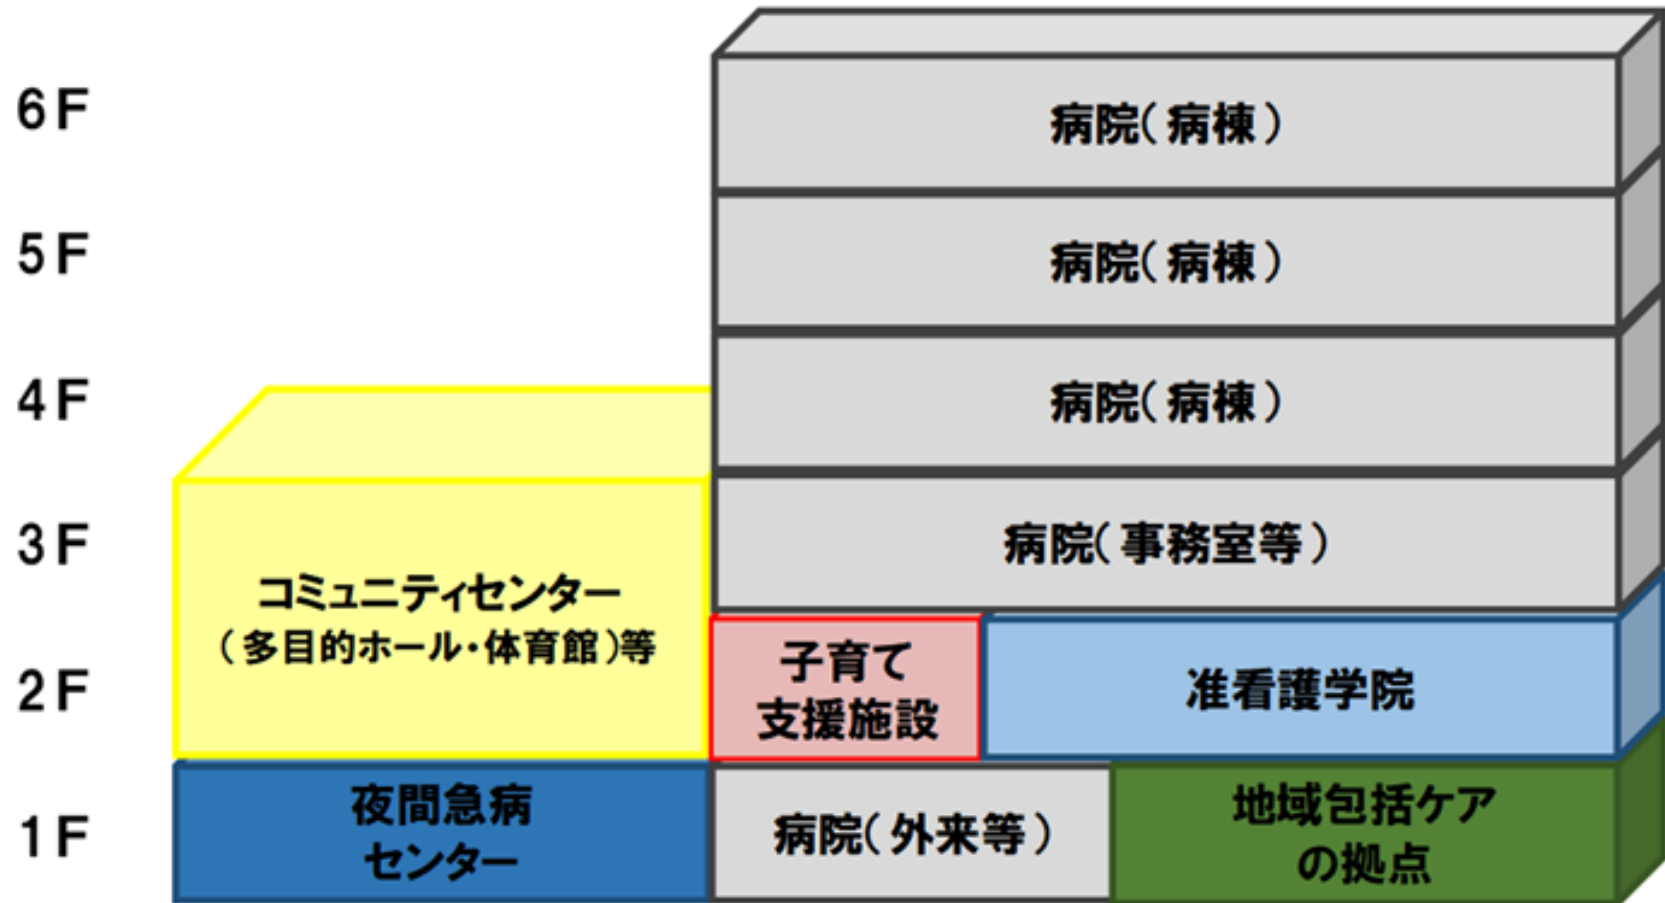 6F
病院(病棟)
5F
病院(病棟)
4F
病院(病棟)
3F
病院(事務室等)
コミュニティセンター
(多目的ホール・体育館)等
2F
子育て
支援施設
准看護学院
1F
夜間急病
センター
病院(外来等)
地域包括ケア
の拠点